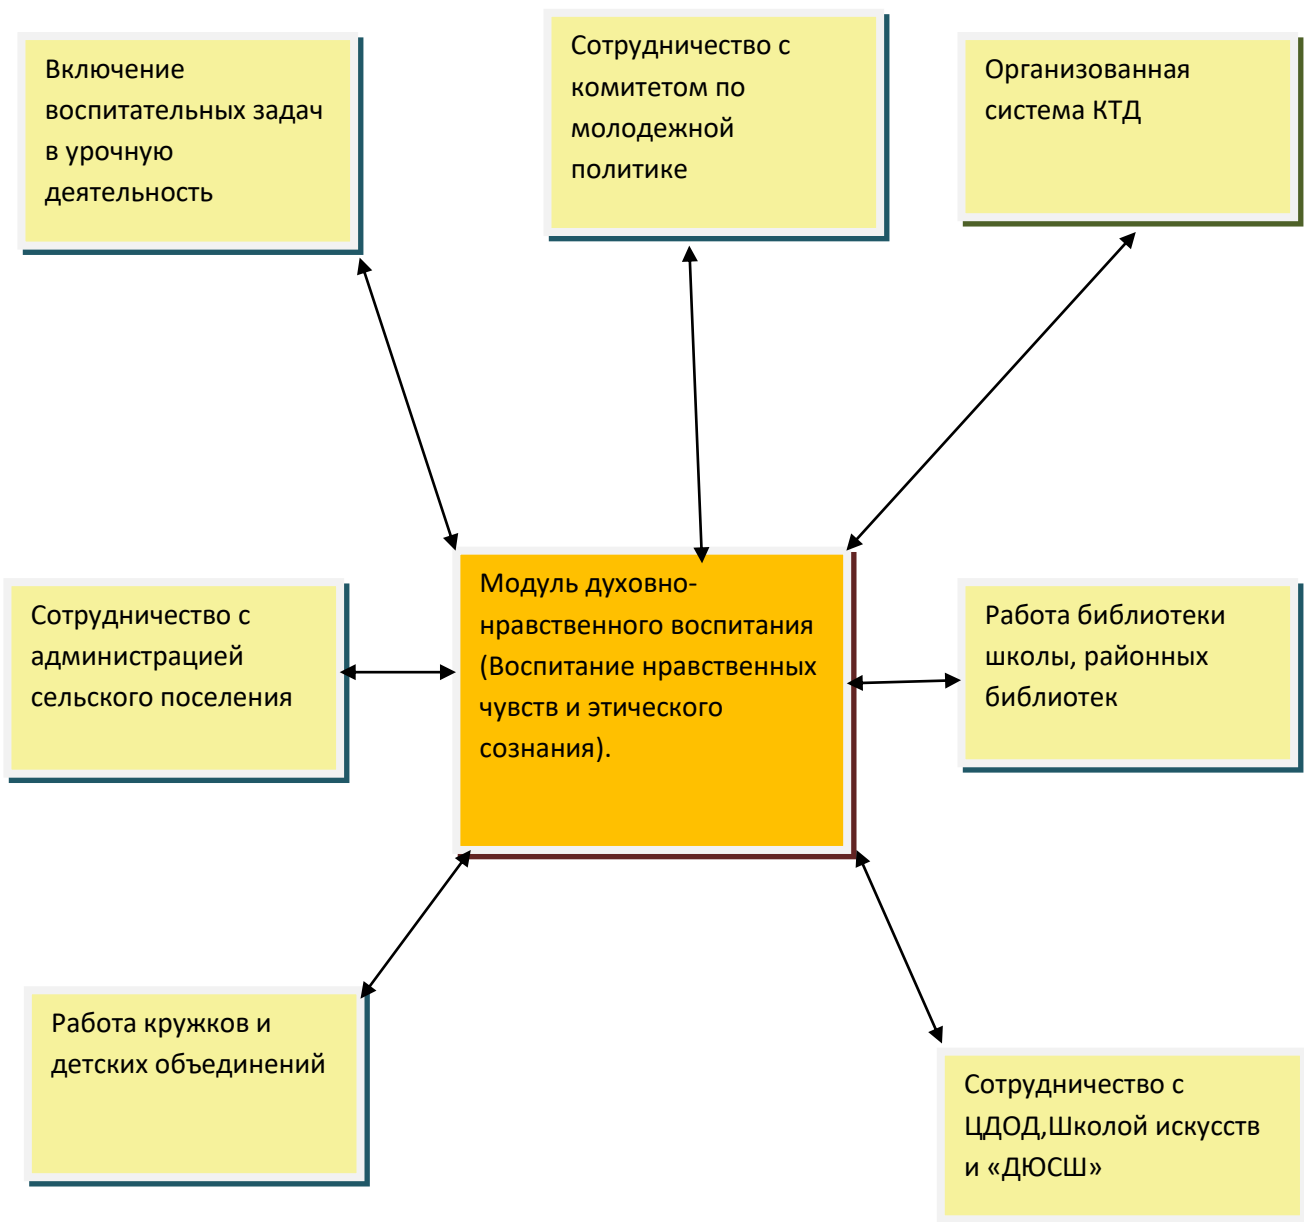 Включение
воспитательных задач
в урочную
деятельность
Сотрудничество с
комитетом по
молодежной
политике
Организованная
система КТД
Сотрудничество с
администрацией
сельского поселения
Модуль духовно-
нравственного воспитания
(Воспитание нравственных
чувств и этического
сознания).
Работа библиотеки
школы, районных
библиотек
Работа кружков и
детских объединений
Сотрудничество с
ЦДОД,Школой искусств
и «ДЮСШ»